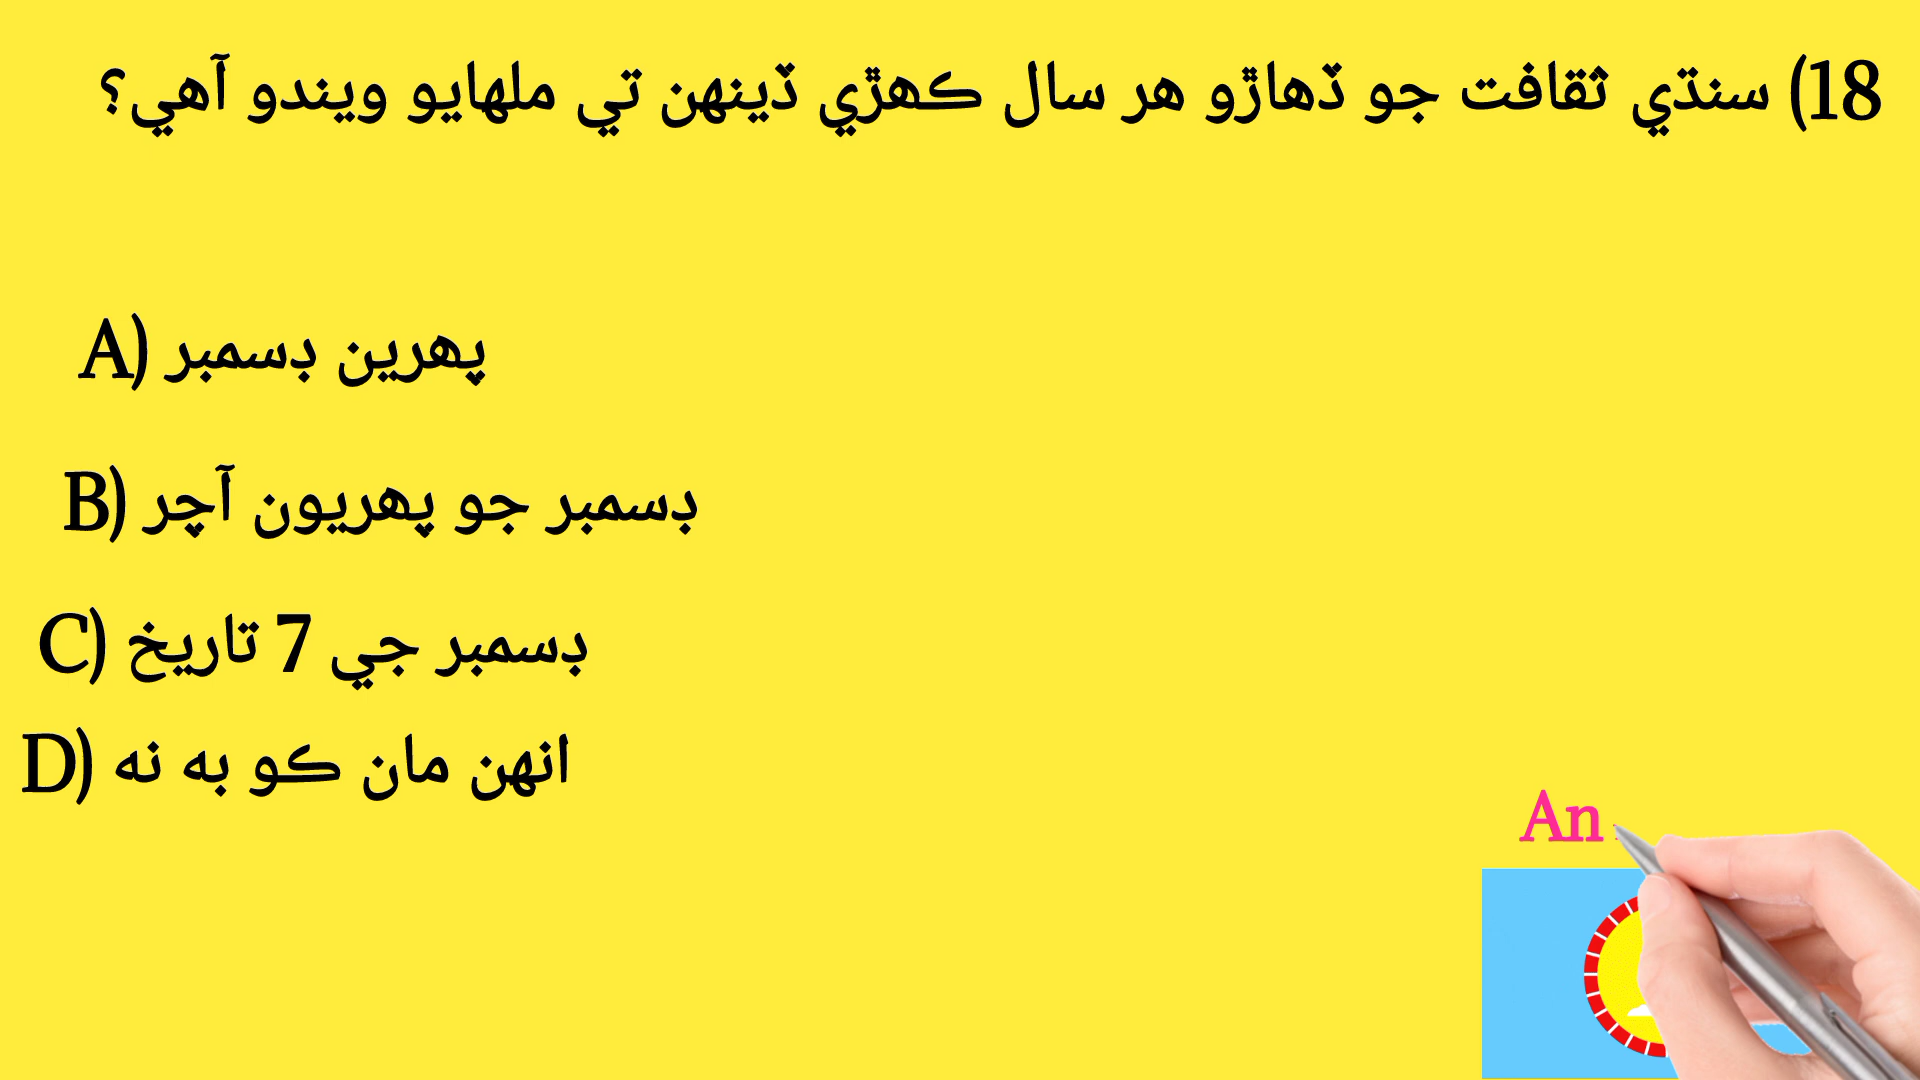 18) سنڌي ثقافت جو ڏهاڙو هر سال ڪهڙي ڏينهن تي ملهايو ويندو آهي؟
A) پهرين ڊسمبر
B) ڊسمبر جو پهريون آچر
C) ڊسمبر جي 7 تاريخ
D) انهن مان ڪو به نه
An